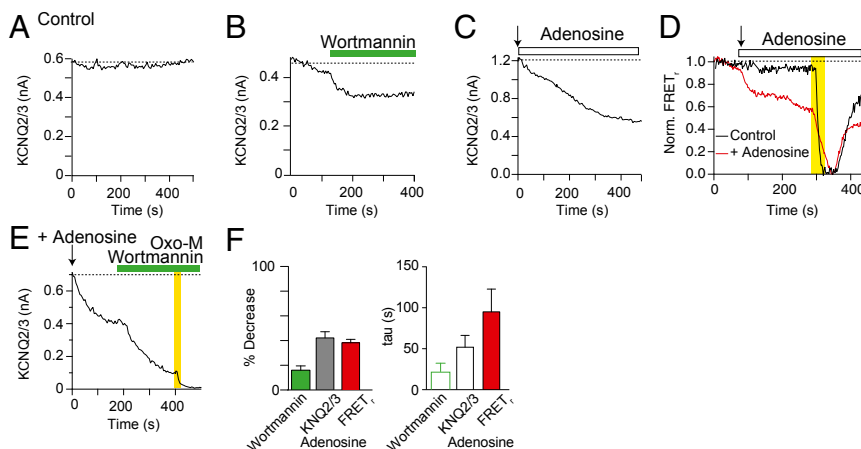 A Control
KCNQ2/3 (nA)
0.6
0.4
0.2
0
0 200 400
Time (s)
B
Wortmannin
KCNQ2/3 (nA)
0.4
0.2
0
0 200 400
Time (s)
C
Adenosine
KCNQ2/3 (nA)
1.2
0.9
0.6
0.3
0
0 200 400
Time (s)
D
Adenosine
Norm. FRETr
1.0
0.8
0.6
0.4
0.2
0.0
Control
+ Adenosine
0 200 400
Time (s)
E + Adenosine
Oxo-M
Wortmannin
KCNQ2/3 (nA)
0.6
0.4
0.2
0
0 200 400
Time (s)
F
% Decrease
100
0
Wortmannin
KNQ2/3
FRETr
Adenosine
tau (s)
150
100
50
0
Wortmannin
KNQ2/3
FRETr
Adenosine